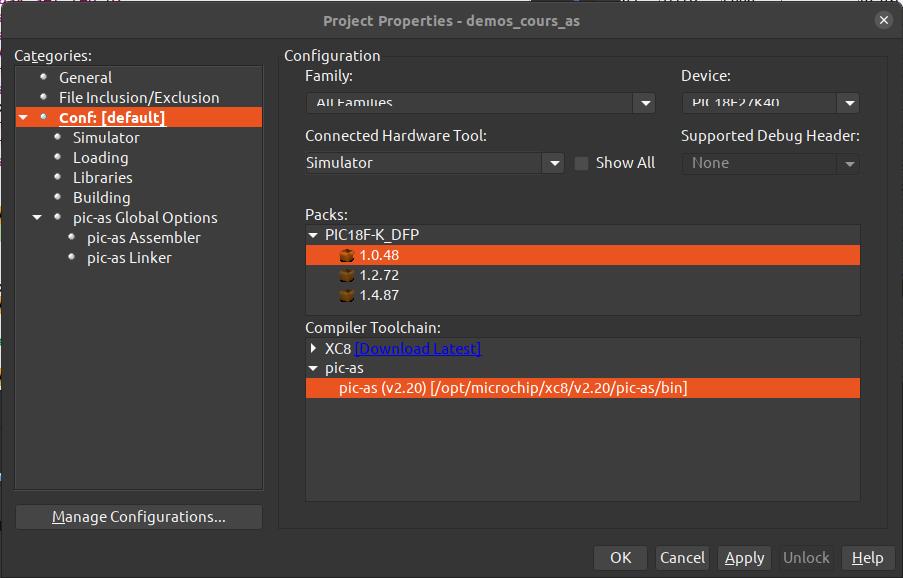 Project Properties - demos_cours_as
Categories:
General
File Inclusion/Exclusion
Conf: [default]
Simulator
Loading
Libraries
Building
pic-as Global Options
pic-as Assembler
pic-as Linker
Manage Configurations...
Configuration
Family:
Device:
All Families
PIC18F27K40
Connected Hardware Tool:
Supported Debug Header:
Simulator
Show All
None
Packs:
PIC18F-K_DFP
1.0.48
1.2.72
1.4.87
Compiler Toolchain:
XC8 [Download Latest]
pic-as
pic-as (v2.20) [/opt/microchip/xc8/v2.20/pic-as/bin]
OK Cancel Apply Unlock Help